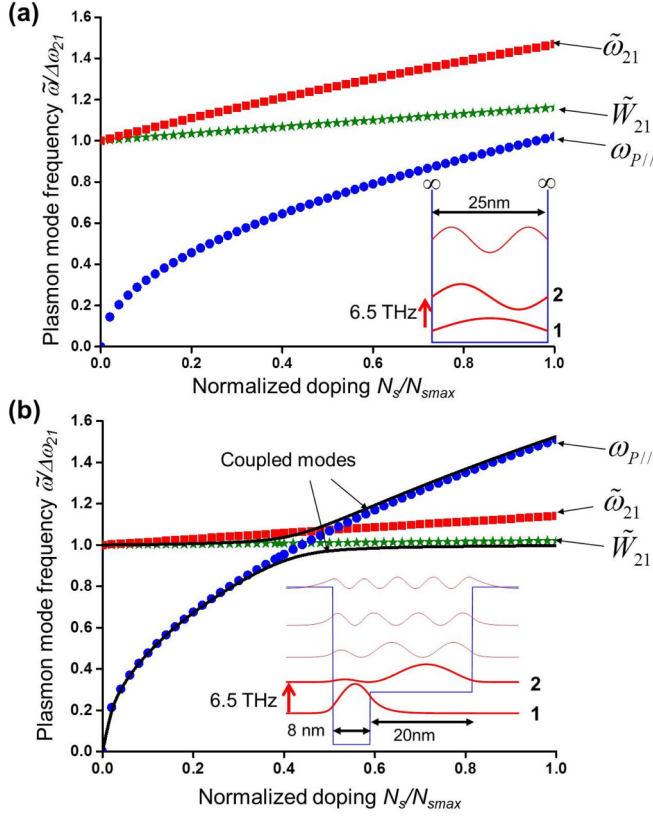 (a)
Plasmon mode frequency ω̃/Δω21
1.6
1.4
1.2
1.0
0.8
0.6
0.4
0.2
0.0
ω̃21
W̃21
ωP//
∞ ∞
25nm
2
6.5 THz
1
0.0 0.2 0.4 0.6 0.8 1.0
Normalized doping Ns/Nsmax
(b)
Plasmon mode frequency ω̃/Δω21
1.6
1.4
1.2
1.0
0.8
0.6
0.4
0.2
0.0
Coupled modes
ωP//
ω̃21
W̃21
2
6.5 THz
1
8 nm 20nm
0.0 0.2 0.4 0.6 0.8 1.0
Normalized doping Ns/Nsmax